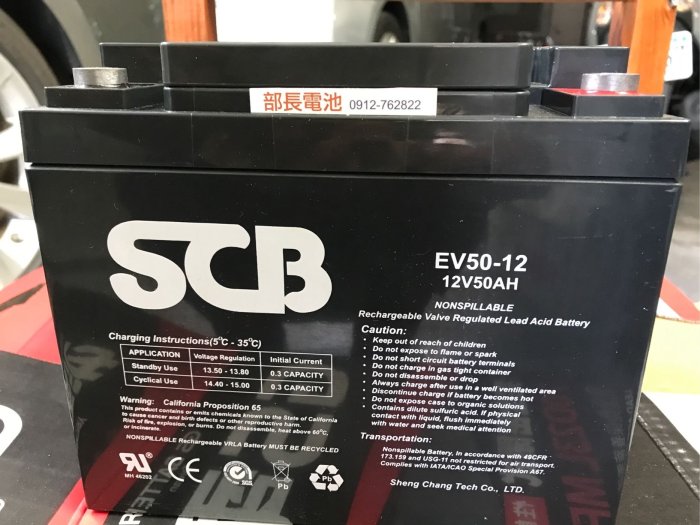 部長電池 0912-762822
SCB
EV50-12
12V50AH
NONSPILLABLE
Rechargeable Valve Regulated Lead Acid Battery
Charging Instructions(5°C - 35°C)
APPLICATION Voltage Regulation Initial Current
Standby Use 13.50 - 13.80 0.3 CAPACITY
Cyclical Use 14.40 - 15.00 0.3 CAPACITY
Warning: California Proposition 65
This product contains or emits chemicals known to the State of California
to cause cancer and birth defects or other reproductive harm.
Risk of fire, explosion, or burns. Do not disassemble, heat above 60°C,
or incinerate.
NONSPILLABLE Rechargeable VRLA Battery MUST BE RECYCLED
Caution:
• Keep out of reach of children
• Do not expose to flame or spark
• Do not short circuit battery terminals
• Do not charge in gas tight container
• Do not disassemble or drop
• Always charge after use in a well ventilated area
• Discontinue charge if battery becomes hot
• Do not expose case to organic solutions
• Contains dilute sulfuric acid. If physical
contact with liquid, flush immediately
with water and seek medical attention
Transportation:
Nonspillable Battery, in accordance with 49CFR
173.159 and USG-11 not restricted for air transport.
Complies with IATA/ICAO Special Provision A67.
MH 46202
CE
SGS
Pb
Pb
Sheng Chang Tech Co., LTD.